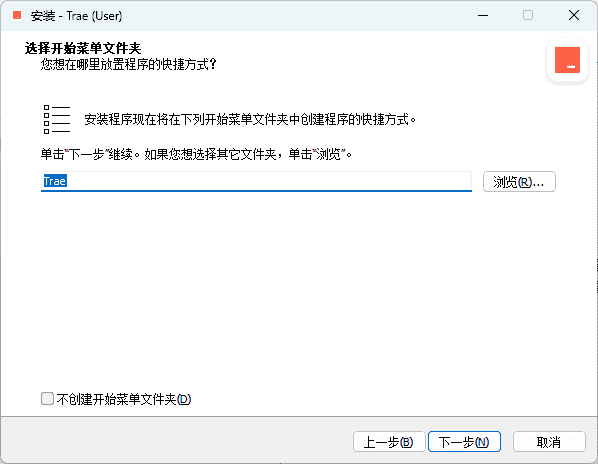 安装 - Trae (User)
选择开始菜单文件夹
您想在哪里放置程序的快捷方式？
安装程序现在将在下列开始菜单文件夹中创建程序的快捷方式。
单击“下一步”继续。如果您想选择其它文件夹，单击“浏览”。
Trae
浏览(R)...
不创建开始菜单文件夹(D)
上一步(B)
下一步(N)
取消